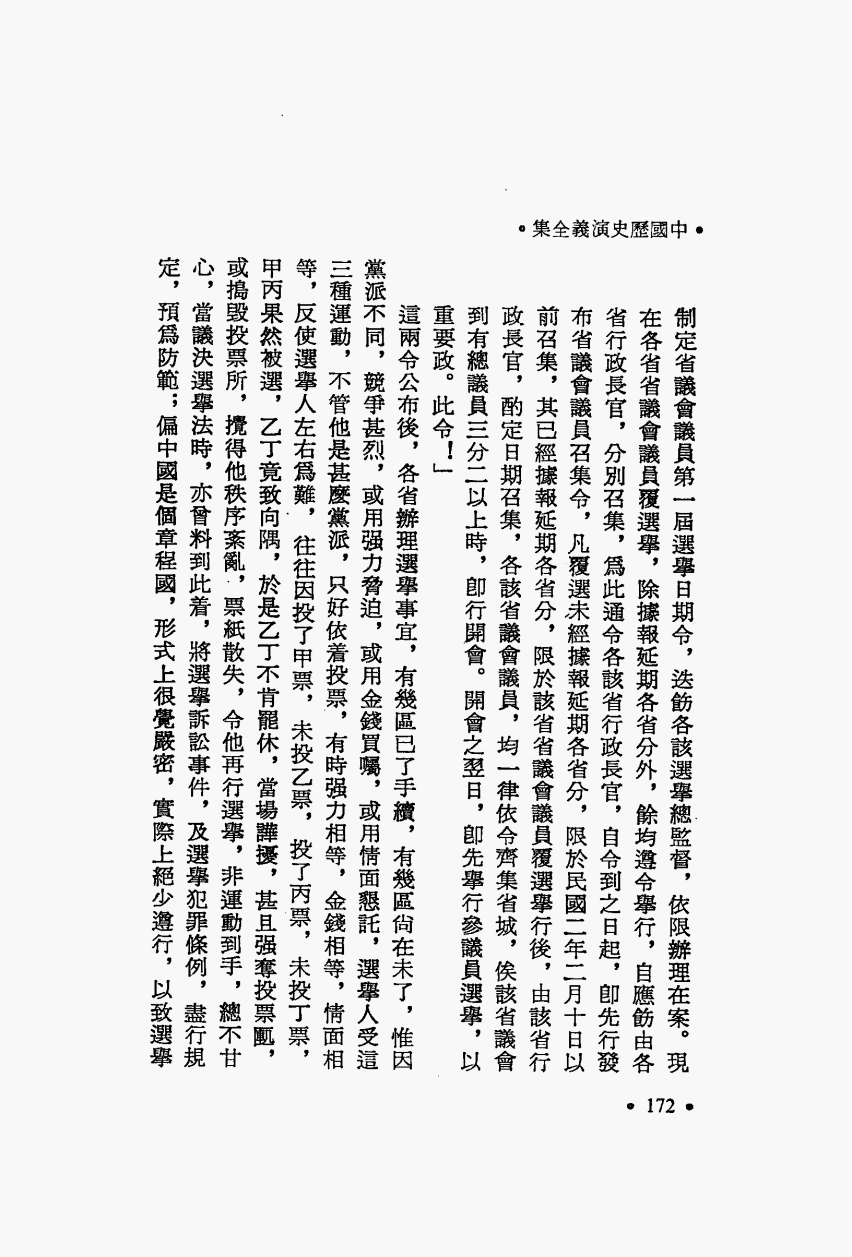 •中國歷史演義全集•
制定省議會議員第一屆選舉日期令，迭飭各該選舉總監督，依限辦理在案。現
在各省省議會議員覆選舉，除據報延期各省分外，餘均遵令舉行，自應飭由各
省行政長官，分別召集，爲此通令各該省行政長官，自令到之日起，卽先行發
布省議會議員召集令，凡覆選未經據報延期各省分，限於民國二年二月十日以
前召集，其已經據報延期各省分，限於該省省議會議員覆選舉行後，由該省行
政長官，酌定日期召集，各該省議會議員，均一律依令齊集省城，俟該省議會
到有總議員三分二以上時，卽行開會。開會之翌日，卽先舉行參議員選舉，以
重要政。此令！」
這兩令公布後，各省辦理選舉事宜，有幾區已了手續，有幾區尙在未了，惟因
黨派不同，競爭甚烈，或用强力脅迫，或用金錢買囑，或用情面懇託，選舉人受這
三種運動，不管他是甚麽黨派，只好依着投票，有時强力相等，金錢相等，情面相
等，反使選舉人左右爲難，往往因投了甲票，未投乙票，投了丙票，未投丁票，
甲丙果然被選，乙丁竟致向隅，於是乙丁不肯罷休，當場譁擾，甚且强奪投票匭，
或搗毀投票所，攪得他秩序紊亂，票紙散失，令他再行選舉，非運動到手，總不甘
心，當議決選舉法時，亦曾料到此着，將選舉訴訟事件，及選舉犯罪條例，盡行規
定，預爲防範；偏中國是個章程國，形式上很覺嚴密，實際上絕少遵行，以致選舉
• 172 •